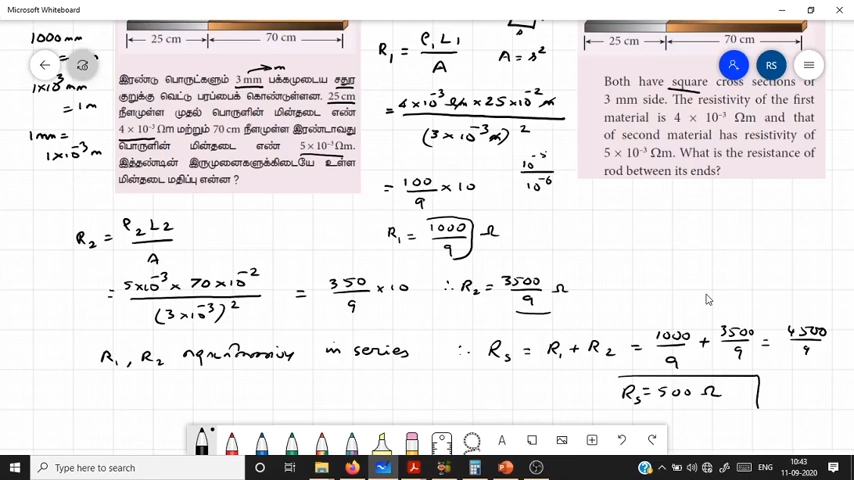 Microsoft Whiteboard
25 cm
70 cm
இரண்டு பொருட்களும் 3 mm பக்கமுடைய சதுர
குறுக்கு வெட்டு பரப்பைக் கொண்டுள்ளன. 25 cm
நீளமுள்ள முதல் பொருளின் மின்தடை எண்
4 × 10⁻³ Ωm மற்றும் 70 cm நீளமுள்ள இரண்டாவது
பொருளின் மின்தடை எண் 5 × 10⁻³ Ωm.
இத்தண்டின் இருமுனைகளுக்கிடையே உள்ள
மின்தடை மதிப்பு என்ன ?
→ m
1000 mm
1×10³ mm
= 1 m
1 mm =
1×10⁻³ m
R₁ = ρ₁ L₁ / A
A = s²
s
= 4×10⁻³ Ωm × 25×10⁻² m / (3×10⁻³ m)²
10⁻⁵ / 10⁻⁶
= 100/9 × 10
R₁ = 1000/9 Ω
25 cm
70 cm
RS
Both have square cross sections of
3 mm side. The resistivity of the first
material is 4 × 10⁻³ Ωm and that
of second material has resistivity of
5 × 10⁻³ Ωm. What is the resistance of
rod between its ends?
R₂ = ρ₂ L₂ / A
= 5×10⁻³ × 70×10⁻² / (3×10⁻³)² = 350/9 × 10 ∴ R₂ = 3500/9 Ω
R₁, R₂ in series ∴ Rs = R₁ + R₂ = 1000/9 + 3500/9 = 4500/9
Rs = 500 Ω
Type here to search
ENG
10:43
11-09-2020